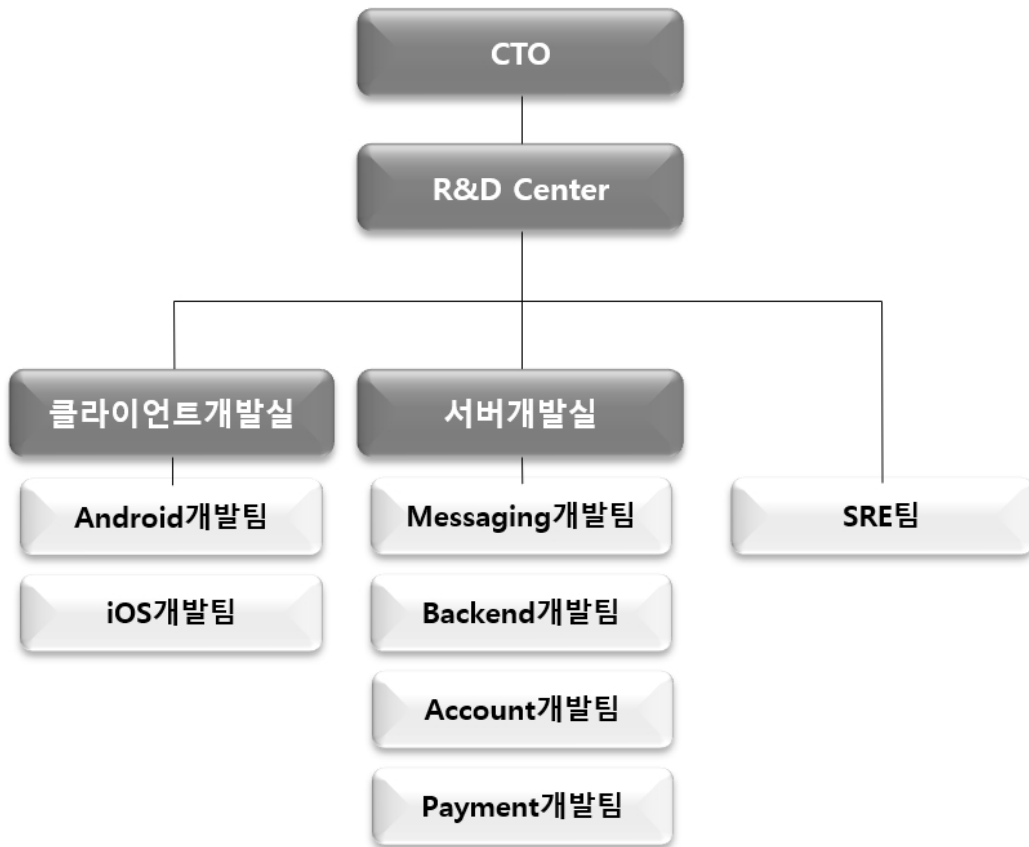 CTO
R&D Center
클라이언트개발실
서버개발실
Android개발팀
Messaging개발팀
SRE팀
iOS개발팀
Backend개발팀
Account개발팀
Payment개발팀